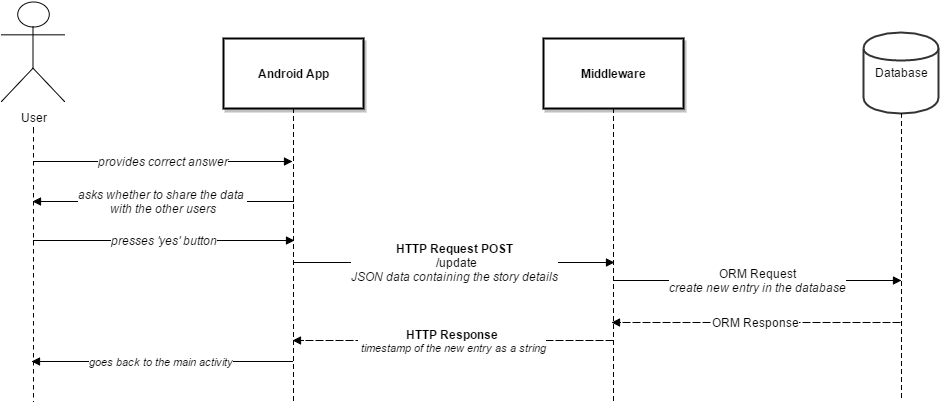 User
Android App
Middleware
Database
provides correct answer
asks whether to share the data
with the other users
presses 'yes' button
HTTP Request POST
/update
JSON data containing the story details
ORM Request
create new entry in the database
ORM Response
HTTP Response
timestamp of the new entry as a string
goes back to the main activity